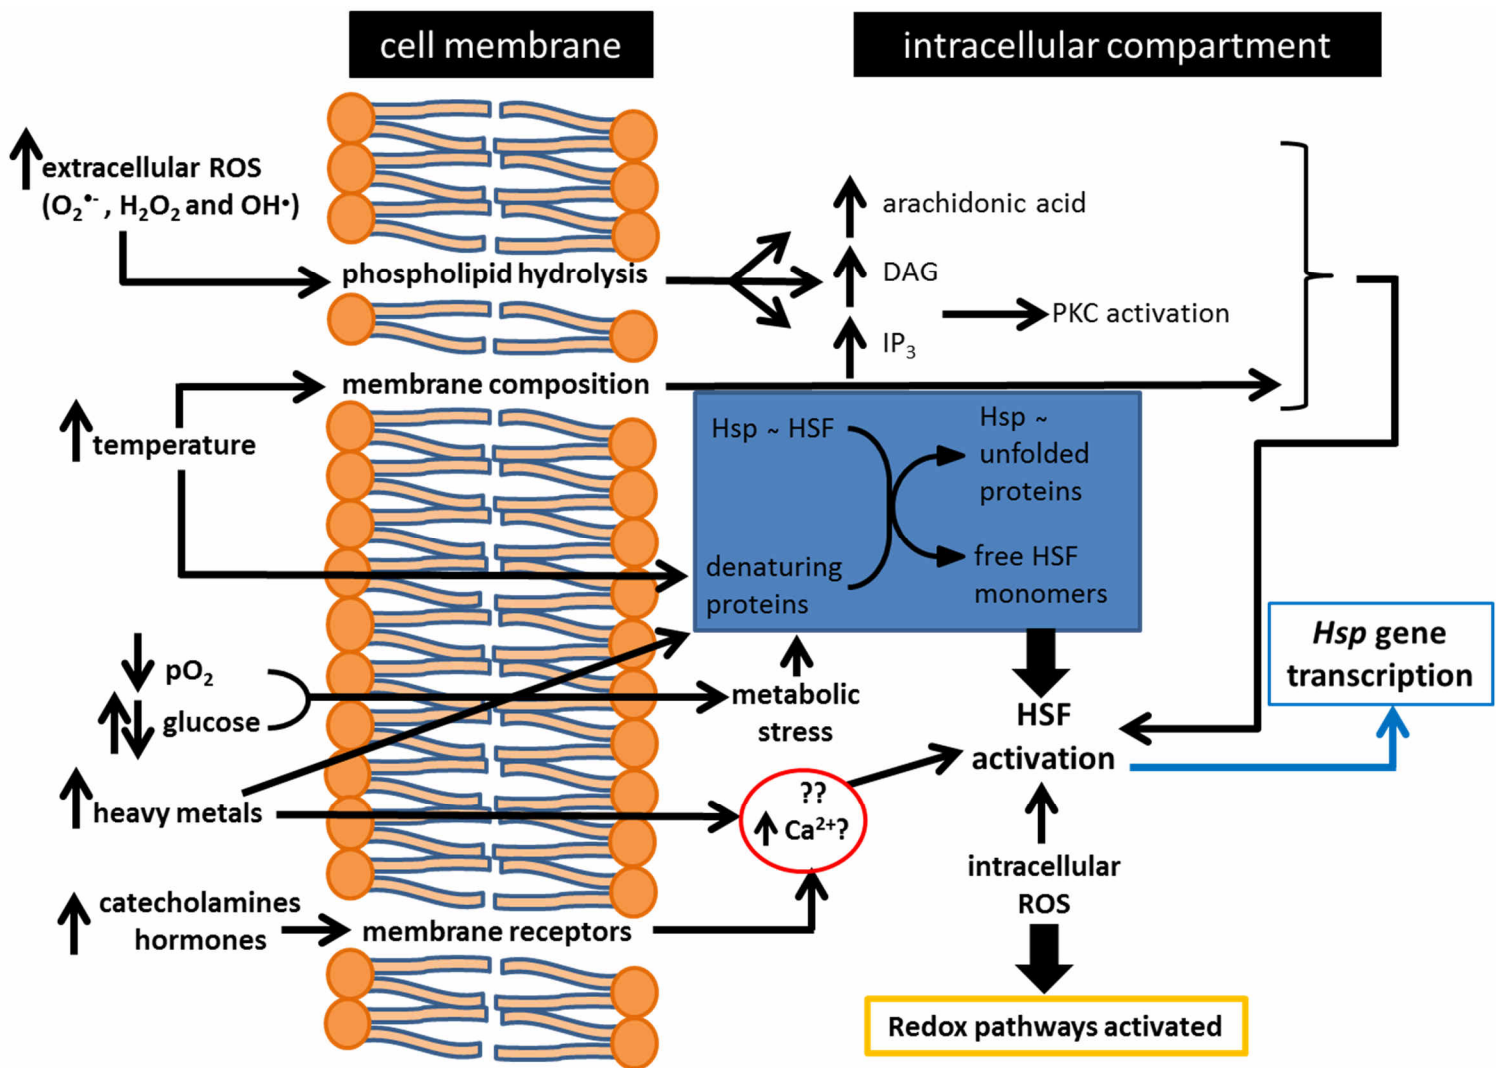 cell membrane
intracellular compartment
extracellular ROS
(O₂•⁻ , H₂O₂ and OH•)
phospholipid hydrolysis
arachidonic acid
DAG
IP₃
PKC activation
membrane composition
temperature
Hsp ~ HSF
Hsp ~
unfolded
proteins
denaturing
proteins
free HSF
monomers
pO₂
glucose
metabolic
stress
HSF
activation
Hsp gene
transcription
heavy metals
??
Ca²⁺?
catecholamines
hormones
membrane receptors
intracellular
ROS
Redox pathways activated